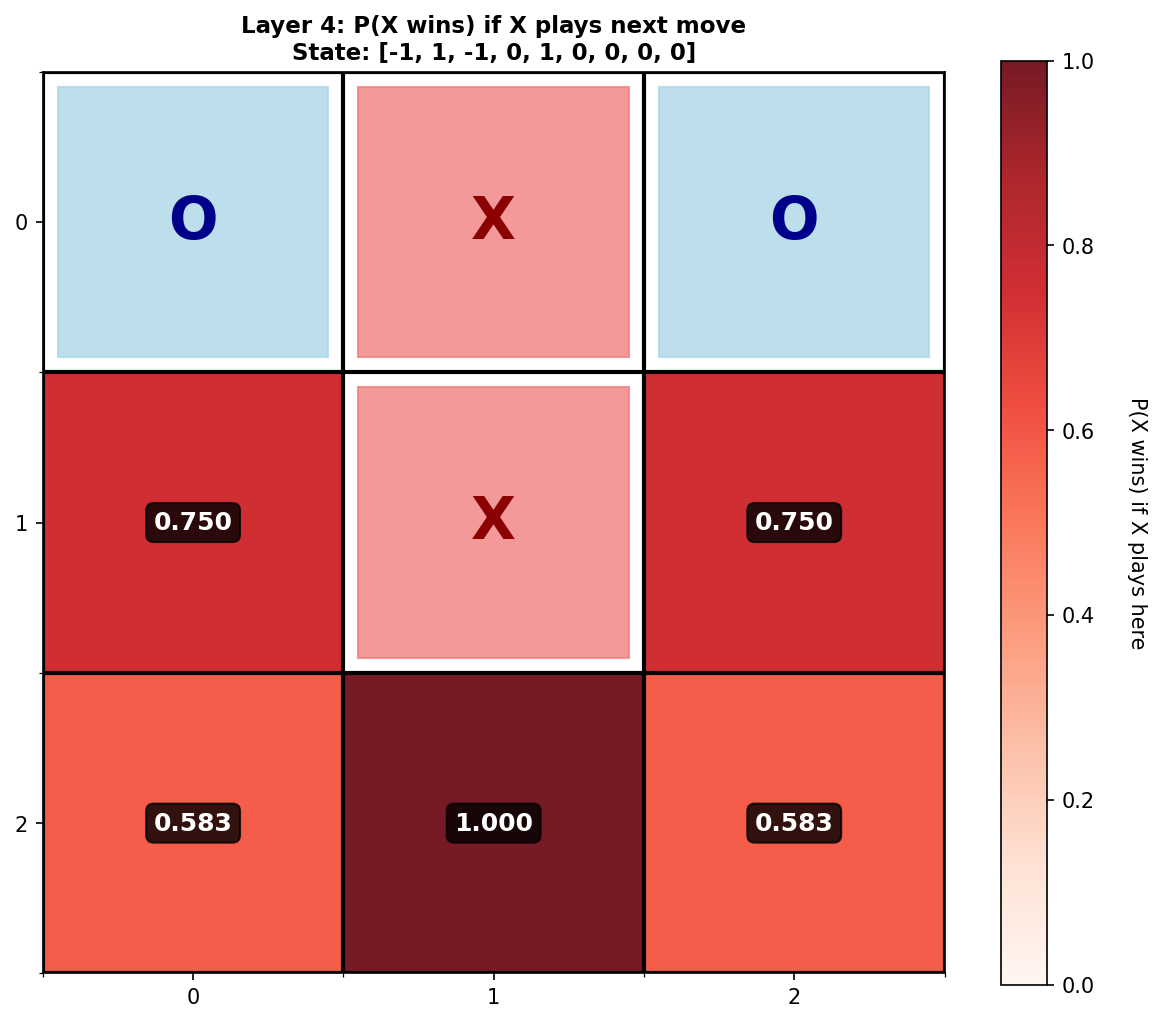 Layer 4: P(X wins) if X plays next move
State: [-1, 1, -1, 0, 1, 0, 0, 0, 0]
O X O
0.750 X 0.750
0.583 1.000 0.583
0
1
2
0 1 2
1.0
0.8
0.6
0.4
0.2
0.0
P(X wins) if X plays here